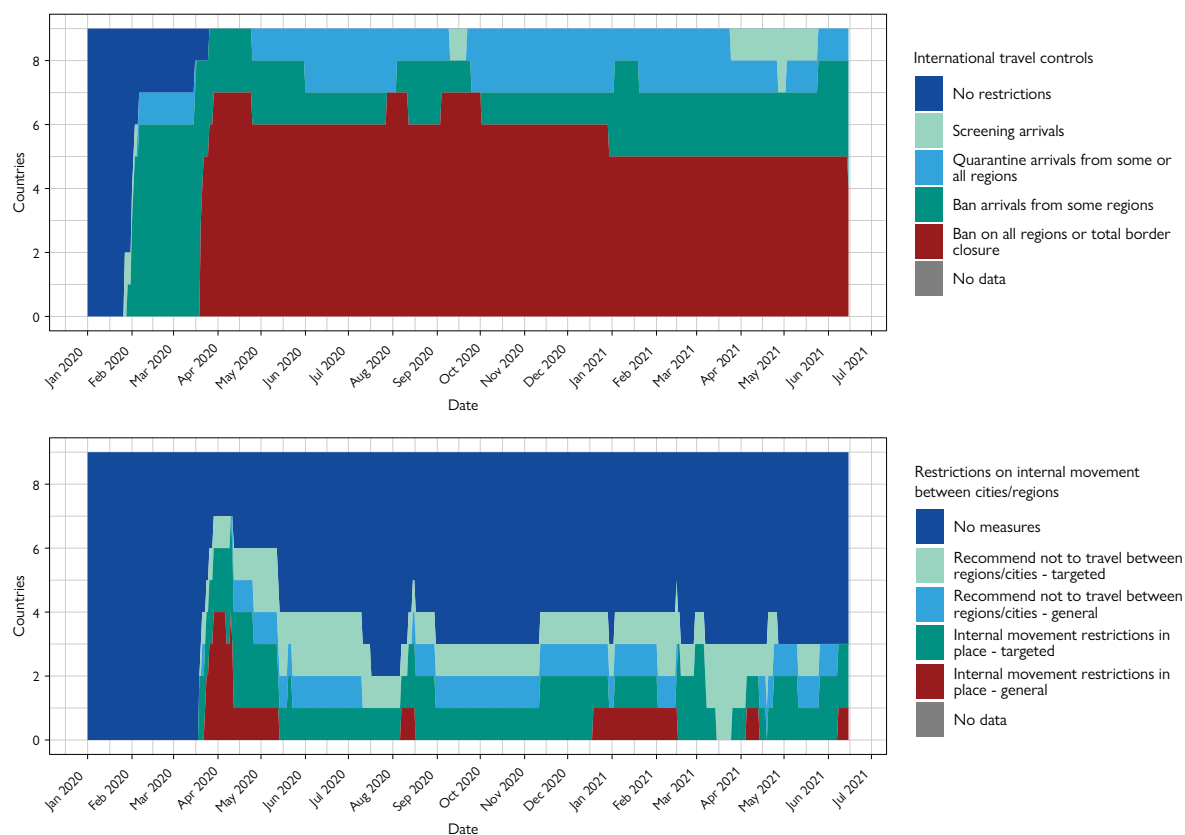 International travel controls
No restrictions
Screening arrivals
Quarantine arrivals from some or
all regions
Ban arrivals from some regions
Ban on all regions or total border
closure
No data
Countries
8
6
4
2
0
Jan 2020
Feb 2020
Mar 2020
Apr 2020
May 2020
Jun 2020
Jul 2020
Aug 2020
Sep 2020
Oct 2020
Nov 2020
Dec 2020
Jan 2021
Feb 2021
Mar 2021
Apr 2021
May 2021
Jun 2021
Jul 2021
Date
Restrictions on internal movement
between cities/regions
No measures
Recommend not to travel between
regions/cities - targeted
Recommend not to travel between
regions/cities - general
Internal movement restrictions in
place - targeted
Internal movement restrictions in
place - general
No data
Countries
8
6
4
2
0
Jan 2020
Feb 2020
Mar 2020
Apr 2020
May 2020
Jun 2020
Jul 2020
Aug 2020
Sep 2020
Oct 2020
Nov 2020
Dec 2020
Jan 2021
Feb 2021
Mar 2021
Apr 2021
May 2021
Jun 2021
Jul 2021
Date